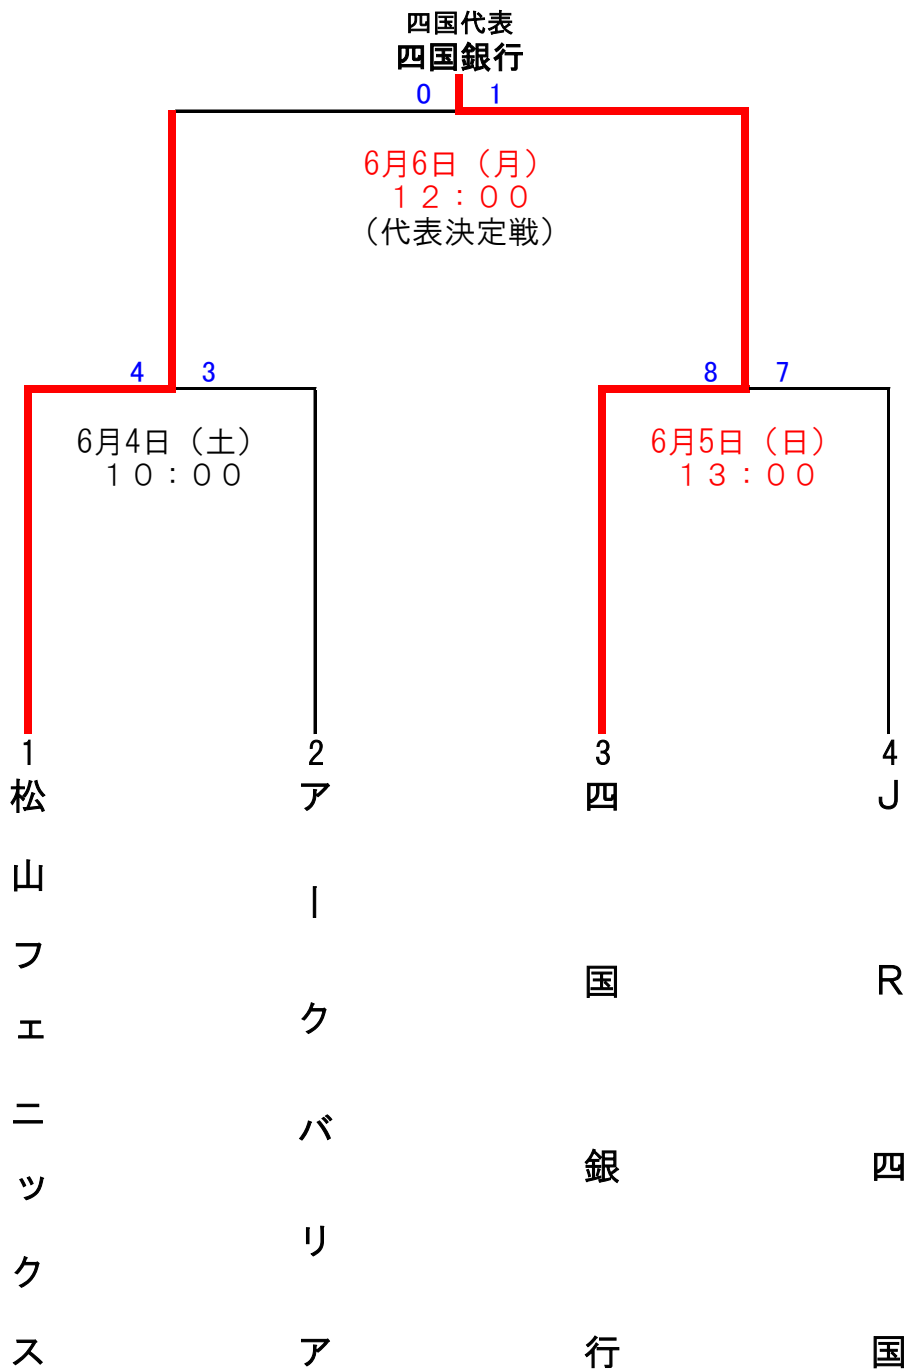 四国代表
四国銀行
0 1
6月6日（月）
１２：００
（代表決定戦）
4 3
8 7
6月4日（土）
１０：００
6月5日（日）
１３：００
1
松山フェニックス
2
アークバリア
3
四国銀行
4
ＪＲ四国